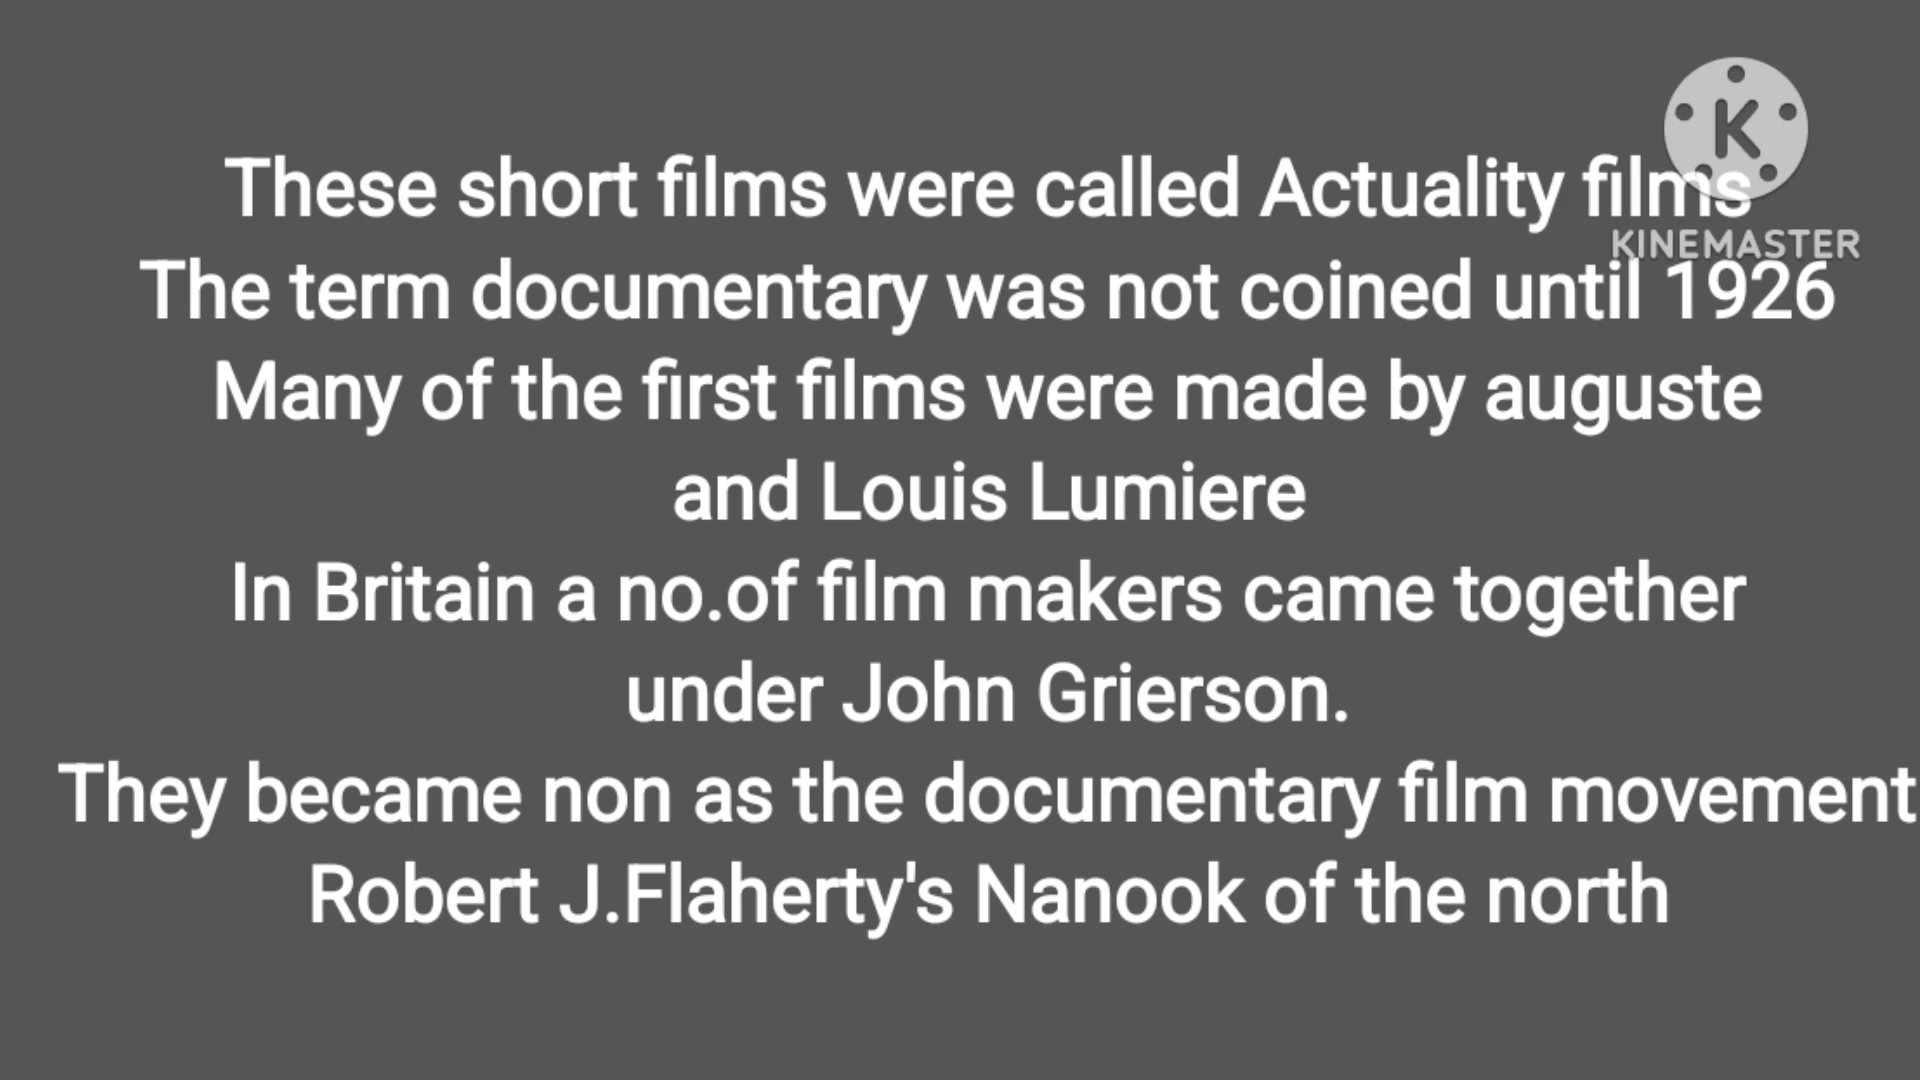 These short films were called Actuality films
KINEMASTER
The term documentary was not coined until 1926
Many of the first films were made by auguste
and Louis Lumiere
In Britain a no.of film makers came together
under John Grierson.
They became non as the documentary film movement
Robert J.Flaherty's Nanook of the north